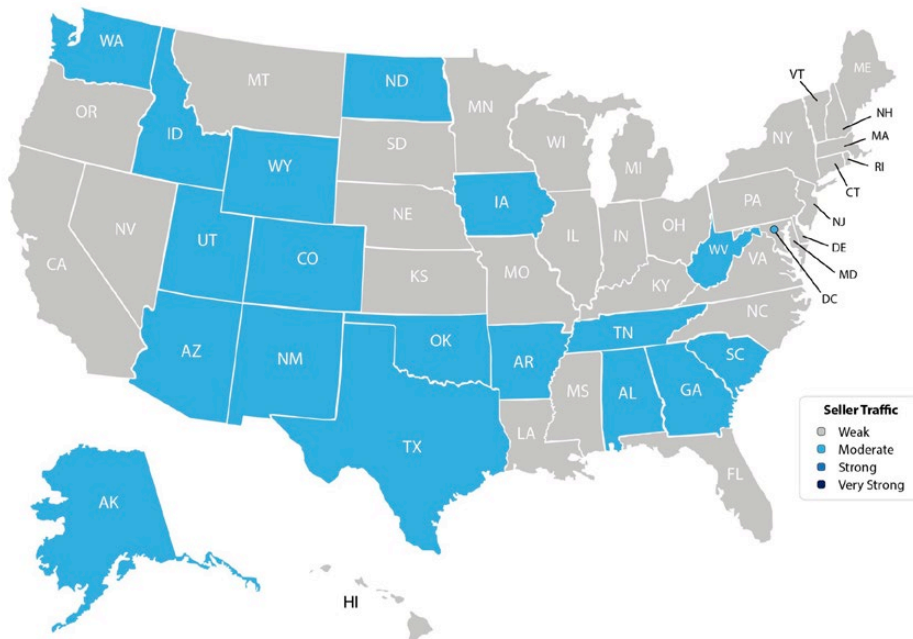 WA
MT
ND
MN
VT
ME
OR
ID
WY
SD
WI
MI
NY
NH
MA
RI
CT
NV
UT
CO
NE
IA
IL
IN
OH
PA
NJ
CA
KS
MO
KY
WV
VA
DE
MD
DC
AZ
NM
OK
AR
TN
NC
SC
TX
LA
MS
AL
GA
FL
AK
HI
Seller Traffic
Weak
Moderate
Strong
Very Strong